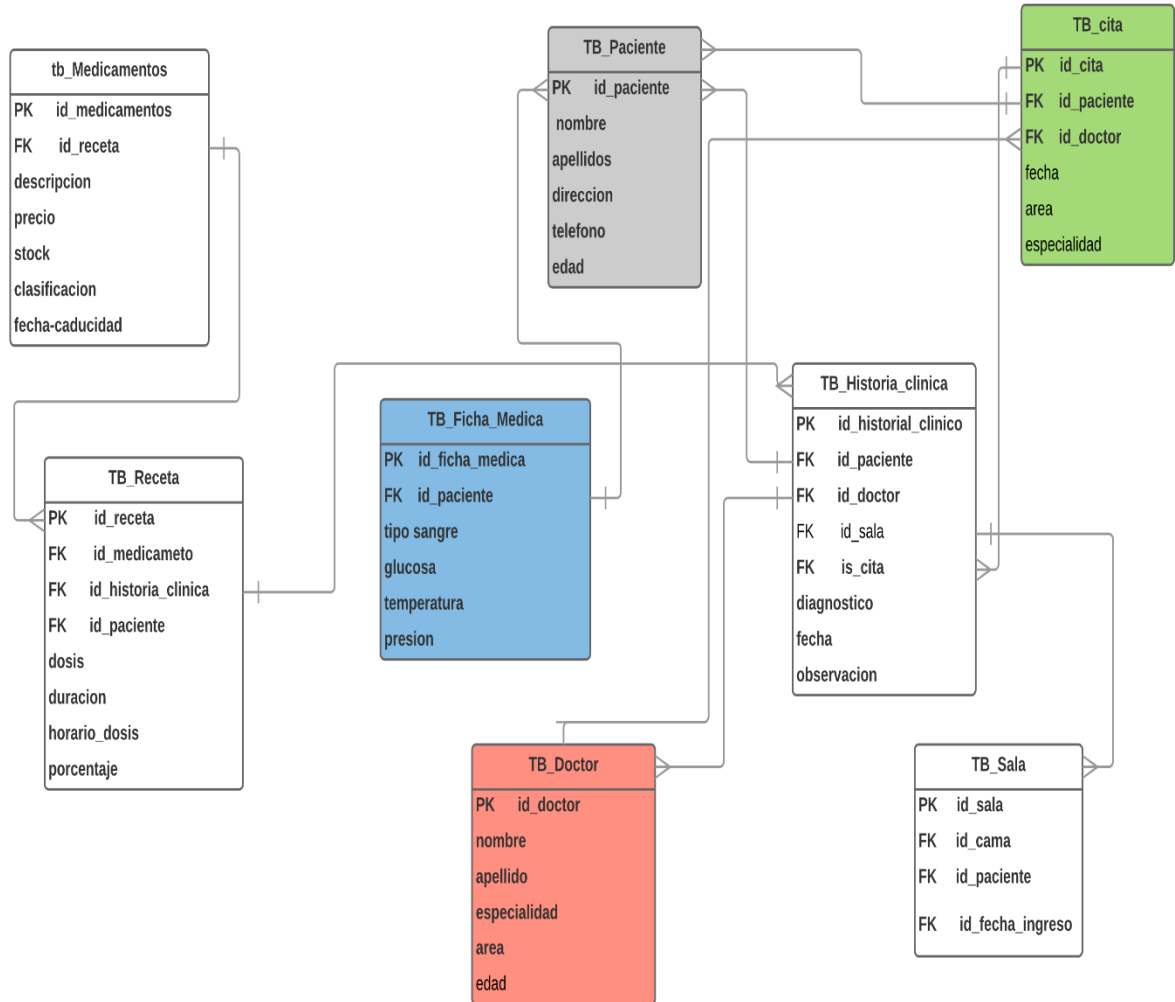 tb_Medicamentos
PK id_medicamentos
FK id_receta
descripcion
precio
stock
clasificacion
fecha-caducidad
TB_Paciente
PK id_paciente
nombre
apellidos
direccion
telefono
edad
TB_cita
PK id_cita
FK id_paciente
FK id_doctor
fecha
area
especialidad
TB_Receta
PK id_receta
FK id_medicameto
FK id_historia_clinica
FK id_paciente
dosis
duracion
horario_dosis
porcentaje
TB_Ficha_Medica
PK id_ficha_medica
FK id_paciente
tipo sangre
glucosa
temperatura
presion
TB_Historia_clinica
PK id_historial_clinico
FK id_paciente
FK id_doctor
FK id_sala
FK is_cita
diagnostico
fecha
observacion
TB_Doctor
PK id_doctor
nombre
apellido
especialidad
area
edad
TB_Sala
PK id_sala
FK id_cama
FK id_paciente
FK id_fecha_ingreso